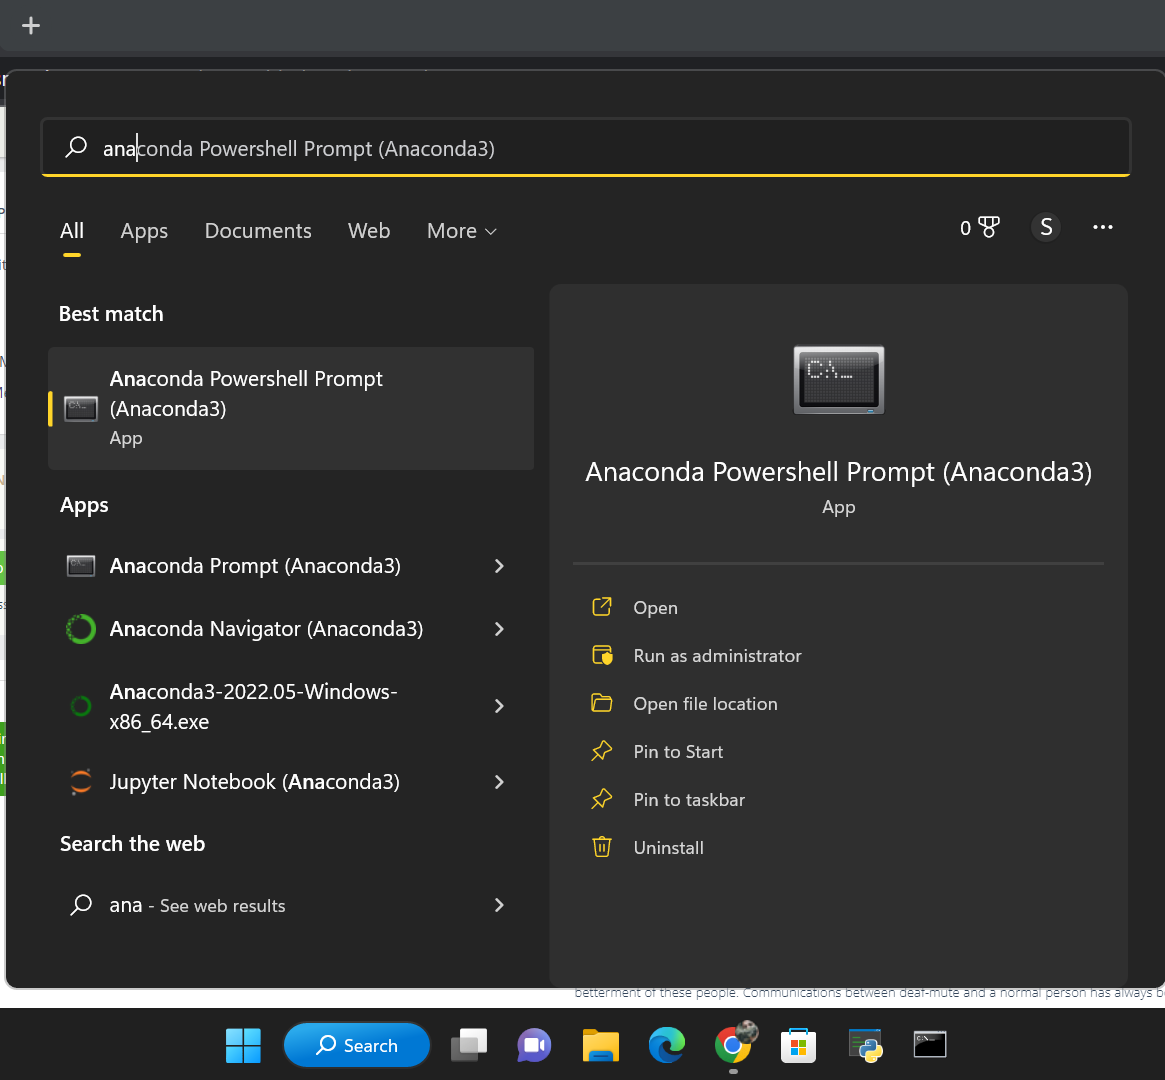 anaconda Powershell Prompt (Anaconda3)
All Apps Documents Web More
0
S
Best match
Anaconda Powershell Prompt
(Anaconda3)
App
Apps
Anaconda Prompt (Anaconda3)
Anaconda Navigator (Anaconda3)
Anaconda3-2022.05-Windows-
x86_64.exe
Jupyter Notebook (Anaconda3)
Search the web
ana - See web results
C:\_
Anaconda Powershell Prompt (Anaconda3)
App
Open
Run as administrator
Open file location
Pin to Start
Pin to taskbar
Uninstall
betterment of these people. Communications between deaf-mute and a normal person has always
Search